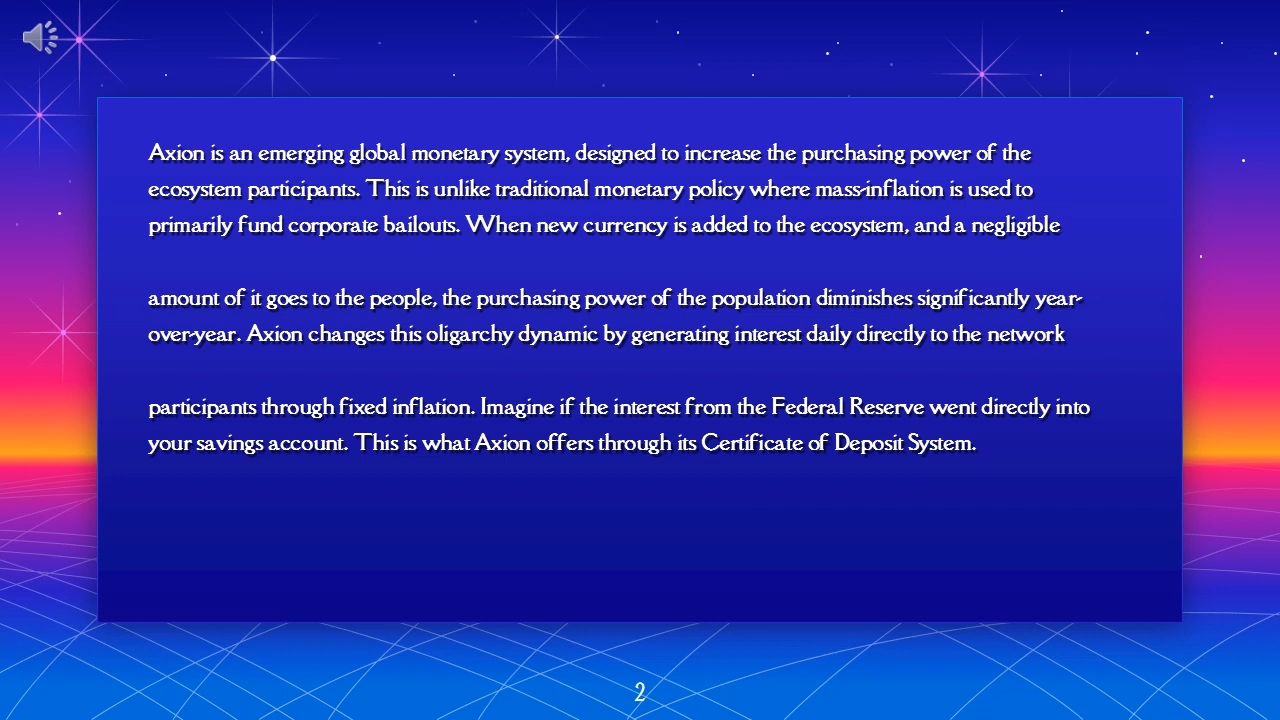 Axion is an emerging global monetary system, designed to increase the purchasing power of the
ecosystem participants. This is unlike traditional monetary policy where mass-inflation is used to
primarily fund corporate bailouts. When new currency is added to the ecosystem, and a negligible
amount of it goes to the people, the purchasing power of the population diminishes significantly year-
over-year. Axion changes this oligarchy dynamic by generating interest daily directly to the network
participants through fixed inflation. Imagine if the interest from the Federal Reserve went directly into
your savings account. This is what Axion offers through its Certificate of Deposit System.
2